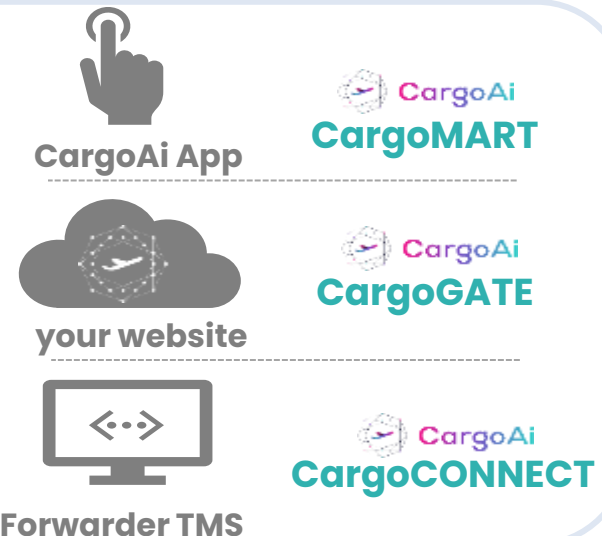 CargoAi
CargoMART
CargoAi App
CargoAi
CargoGATE
your website
CargoAi
CargoCONNECT
Forwarder TMS